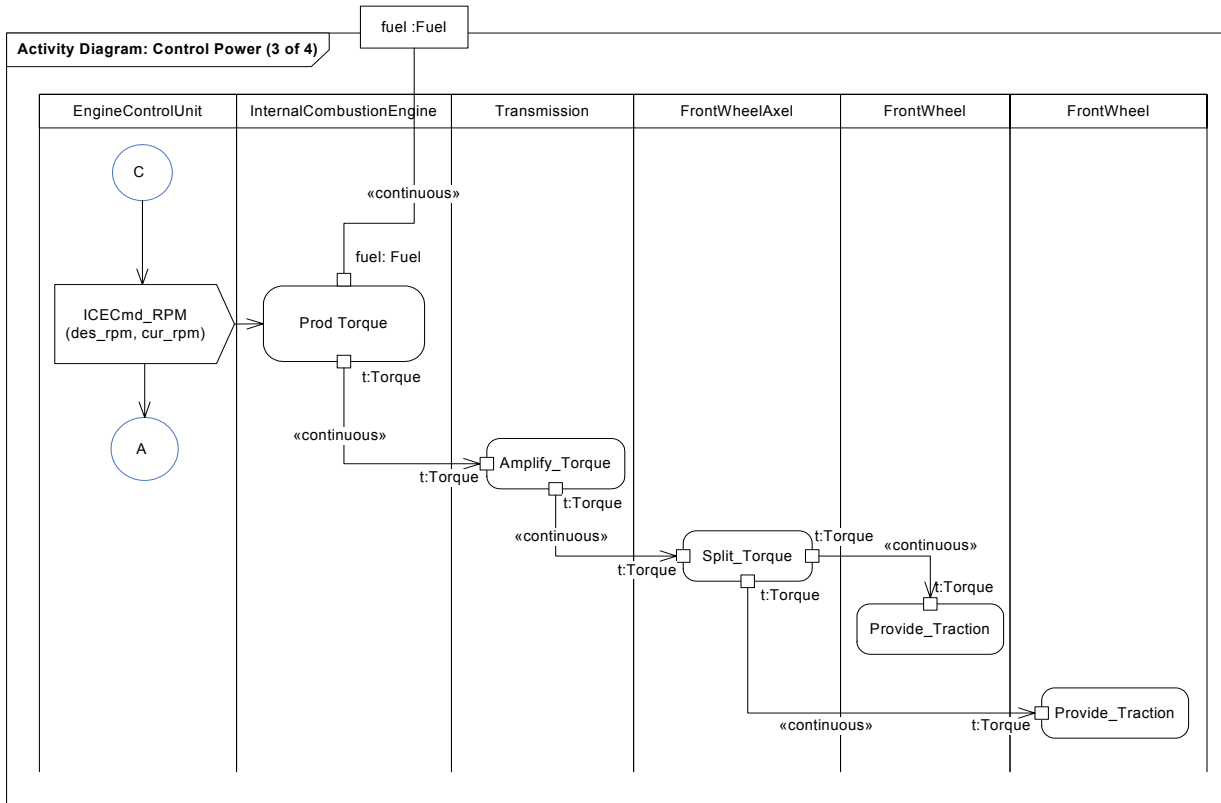 fuel :Fuel
Activity Diagram: Control Power (3 of 4)
EngineControlUnit
InternalCombustionEngine
Transmission
FrontWheelAxel
FrontWheel
FrontWheel
C
«continuous»
fuel: Fuel
ICECmd_RPM
(des_rpm, cur_rpm)
Prod Torque
t:Torque
«continuous»
A
t:Torque
Amplify_Torque
t:Torque
«continuous»
t:Torque
Split_Torque
t:Torque
«continuous»
t:Torque
t:Torque
Provide_Traction
«continuous»
t:Torque
Provide_Traction